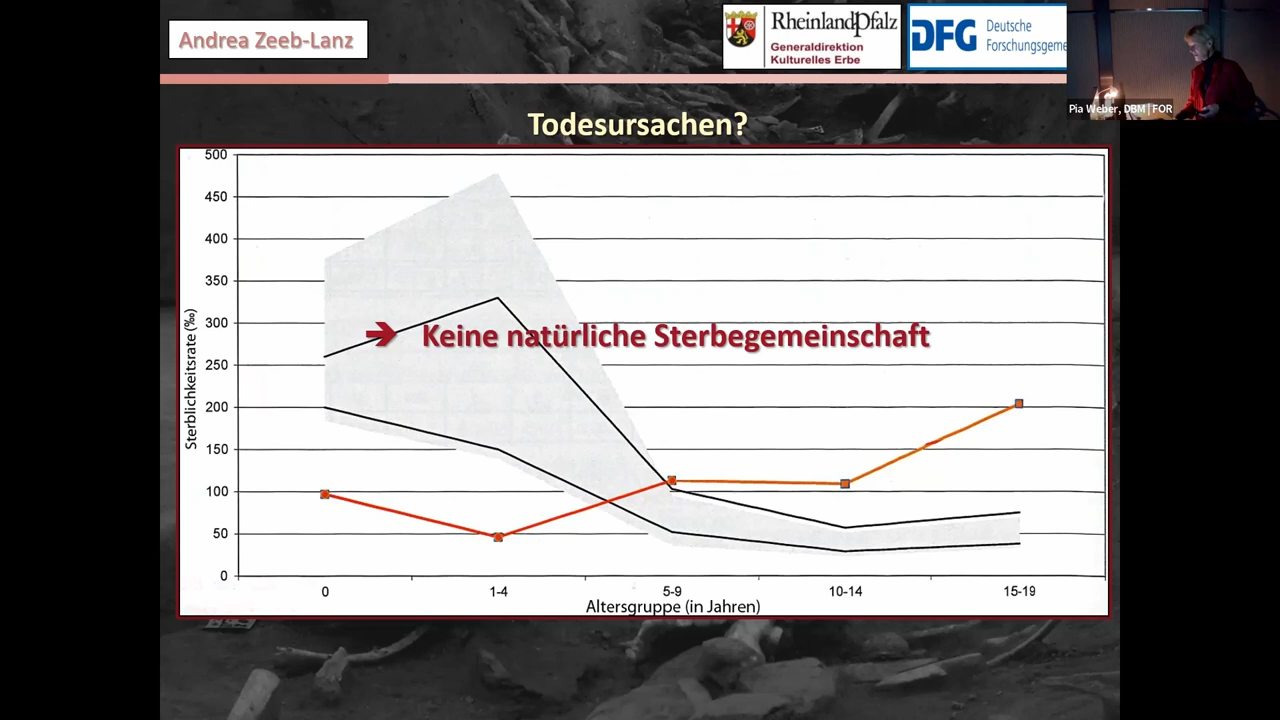 Andrea Zeeb-Lanz
RheinlandPfalz
Generaldirektion
Kulturelles Erbe
DFG
Deutsche
Forschungsgeme
Pia Weber, DBM | FOR
Todesursachen?
500
450
400
350
300
250
200
150
100
50
0
Sterblichkeitsrate (‰)
➔ Keine natürliche Sterbegemeinschaft
0 1-4 5-9 10-14 15-19
Altersgruppe (in Jahren)